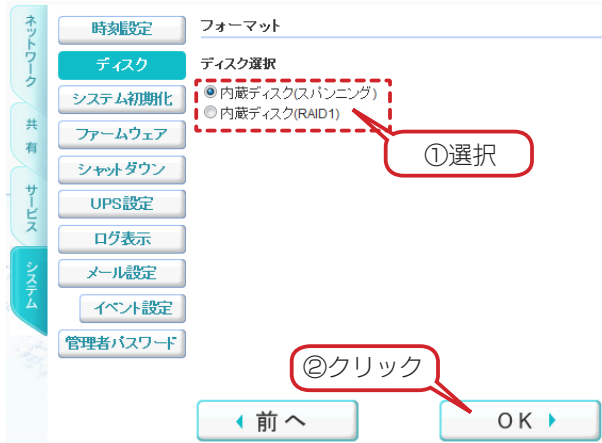 ネットワーク
共有
サービス
システム
時刻設定
ディスク
システム初期化
ファームウェア
シャットダウン
UPS設定
ログ表示
メール設定
イベント設定
管理者パスワード
フォーマット
ディスク選択
内蔵ディスク(スパンニング)
内蔵ディスク(RAID1)
①選択
②クリック
前へ
OK